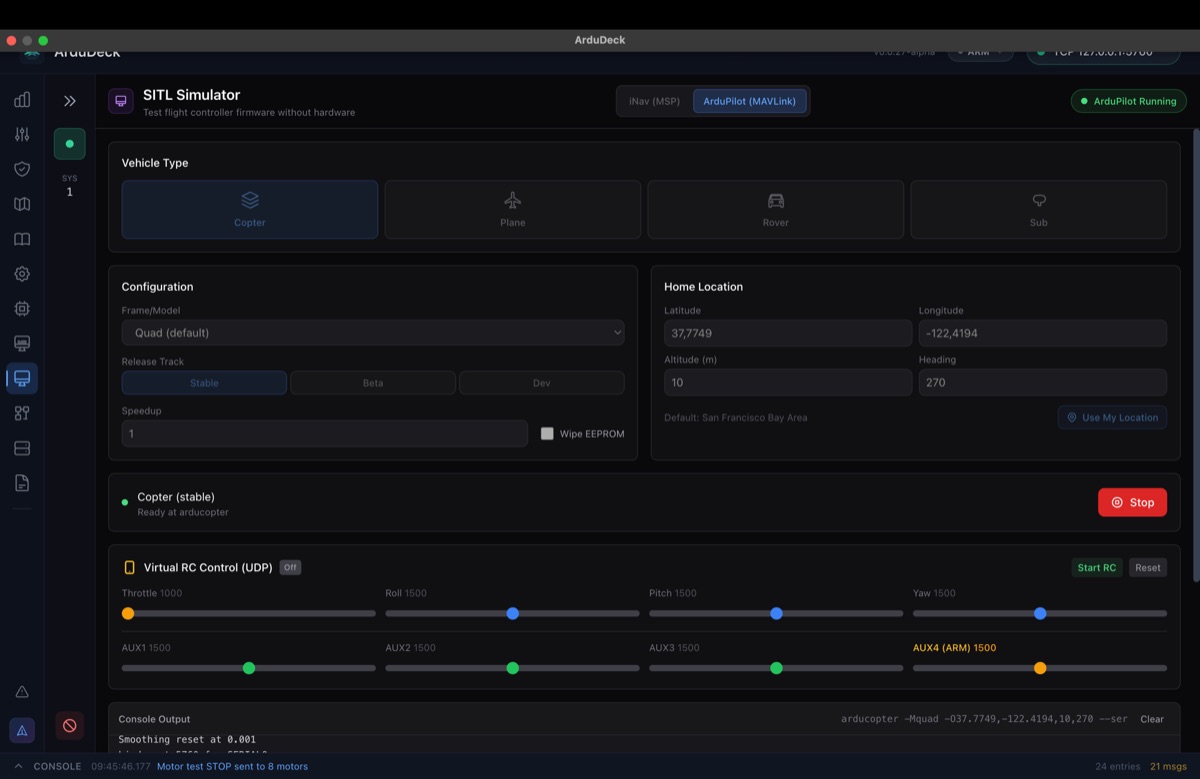 ArduDeck
ArduDeck
v0.0.27-alpha
ARM
TCP 127.0.0.1:5760
SITL Simulator
Test flight controller firmware without hardware
iNav (MSP)
ArduPilot (MAVLink)
ArduPilot Running
SYS
1
Vehicle Type
Copter
Plane
Rover
Sub
Configuration
Frame/Model
Quad (default)
Release Track
Stable
Beta
Dev
Speedup
1
Wipe EEPROM
Home Location
Latitude
Longitude
37,7749
-122,4194
Altitude (m)
Heading
10
270
Default: San Francisco Bay Area
Use My Location
Copter (stable)
Ready at arducopter
Stop
Virtual RC Control (UDP)
Off
Start RC
Reset
Throttle 1000
Roll 1500
Pitch 1500
Yaw 1500
AUX1 1500
AUX2 1500
AUX3 1500
AUX4 (ARM) 1500
Console Output
arducopter -Mquad -O37.7749,-122.4194,10,270 --ser
Clear
Smoothing reset at 0.001
CONSOLE
09:45:46.177
Motor test STOP sent to 8 motors
24 entries
21 msgs